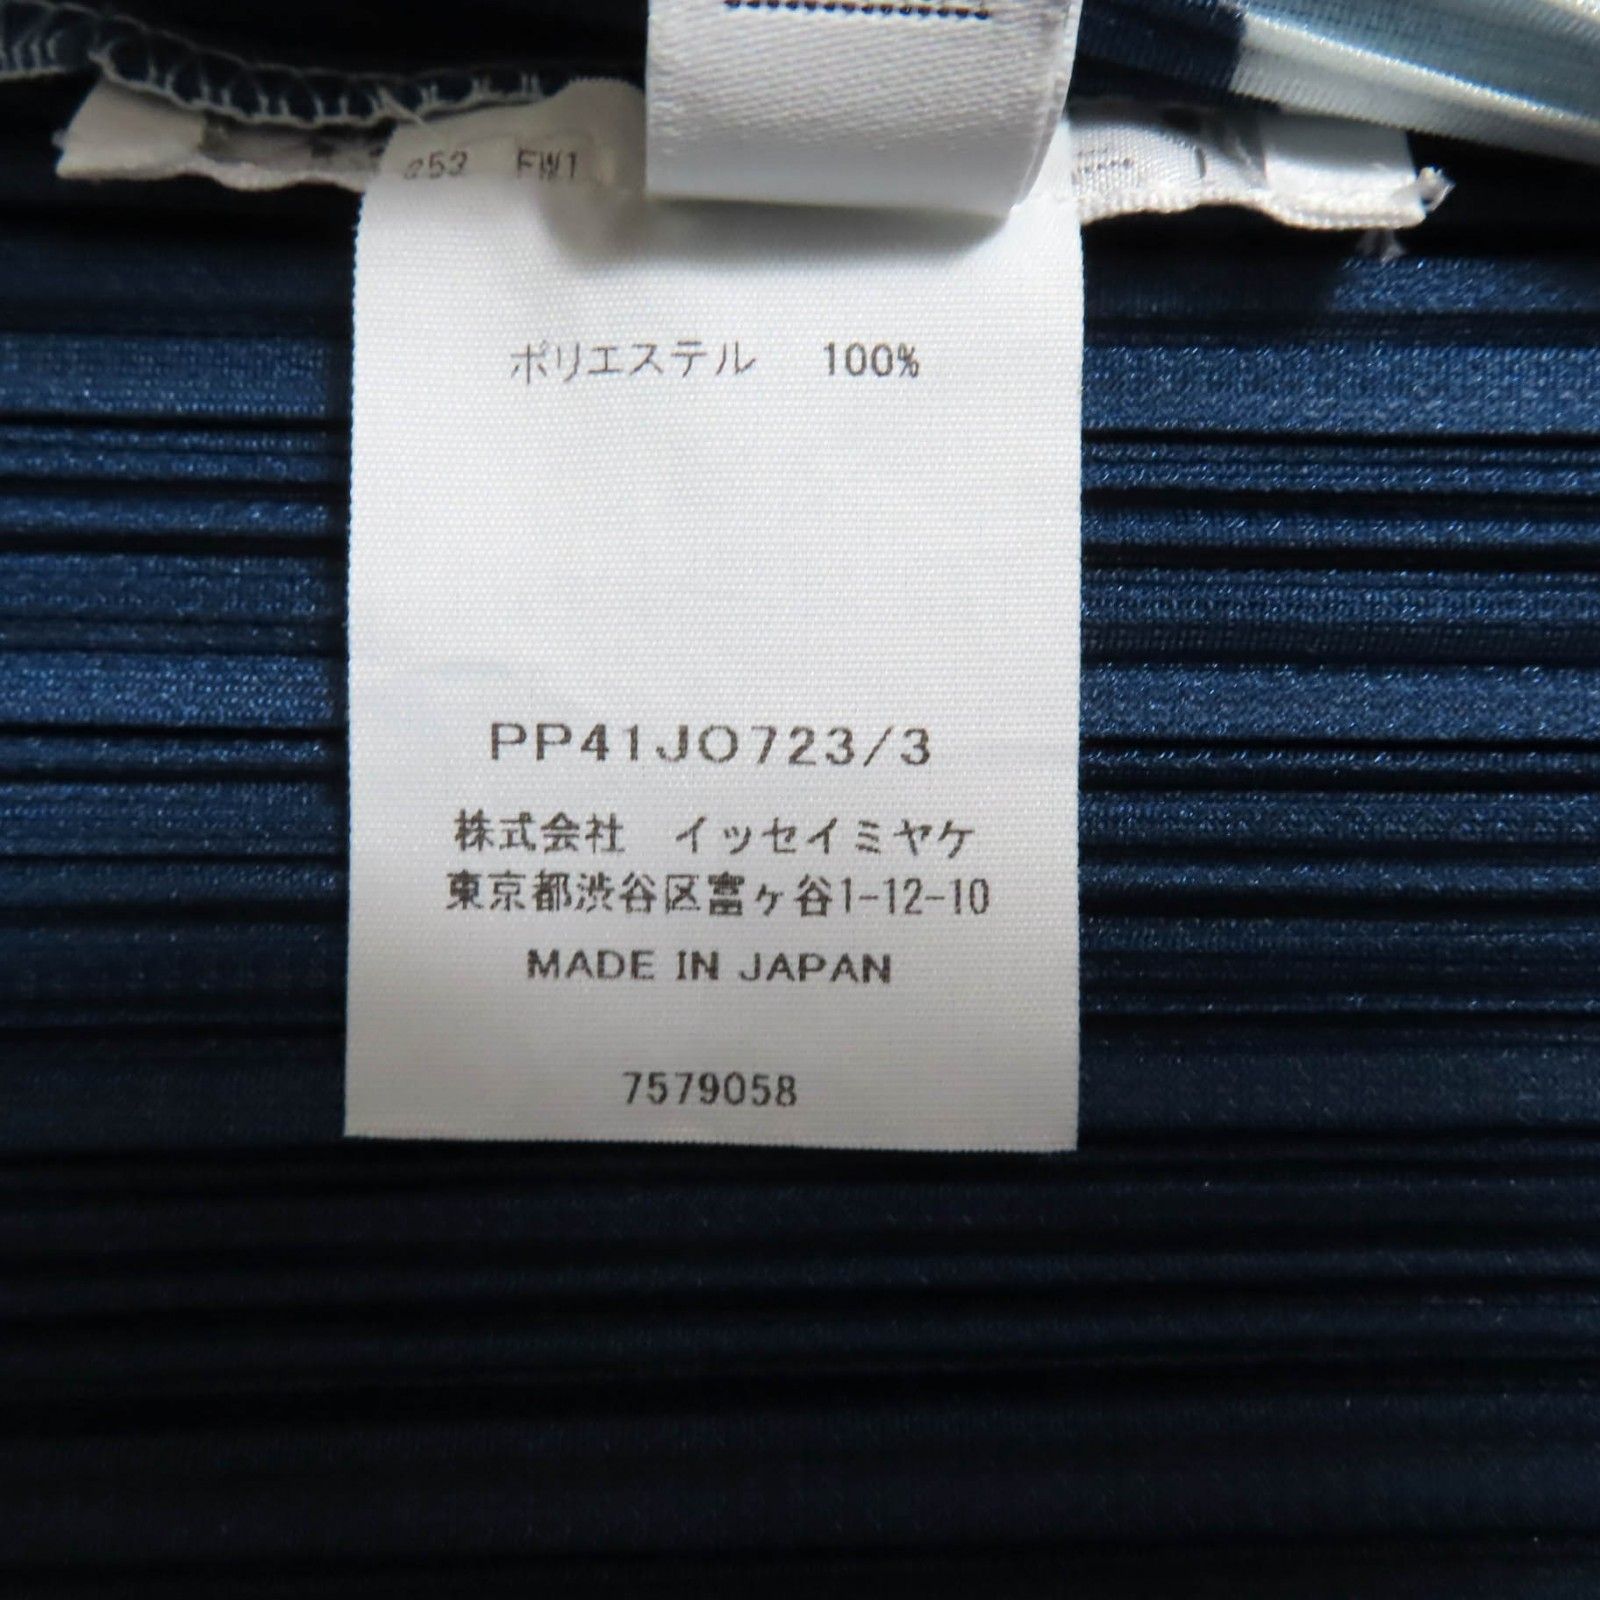 FW1
ポリエステル 100%
PP41JO723/3
株式会社 イッセイミヤケ
東京都渋谷区富ヶ谷1-12-10
MADE IN JAPAN
7579058